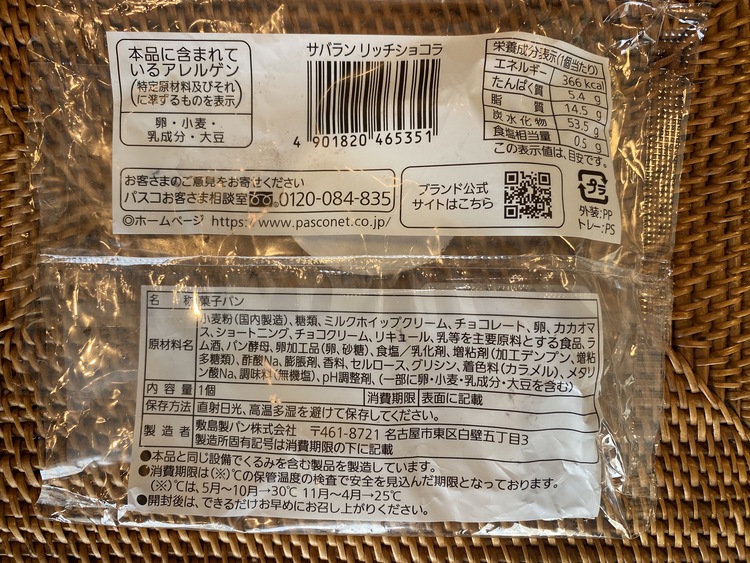 本品に含まれて
いるアレルゲン
(特定原材料及びそれ
に準ずるものを表示)
卵・小麦・
乳成分・大豆
サバラン リッチショコラ
4 901820 465351
栄養成分表示(1個当たり)
エネルギー 366 kcal
たんぱく質 5.4 g
脂質 14.5 g
炭水化物 53.5 g
食塩相当量 0.5 g
この表示値は、目安です。
お客さまのご意見をお寄せください
パスコお客さま相談室 0120-084-835
◎ホームページ https://www.pasconet.co.jp/
ブランド公式
サイトはこちら
プラ
外装:PP
トレー:PS
名 称 菓子パン
原材料名
小麦粉(国内製造)、糖類、ミルクホイップクリーム、チョコレート、卵、カカオマ
ス、ショートニング、チョコクリーム、リキュール、乳等を主要原料とする食品、ラ
ム酒、パン酵母、卵加工品(卵、砂糖)、食塩/乳化剤、増粘剤(加工デンプン、増粘
多糖類)、酢酸Na、膨脹剤、香料、セルロース、グリシン、着色料(カラメル)、メタリ
ン酸Na、調味料(無機塩)、pH調整剤、(一部に卵・小麦・乳成分・大豆を含む)
内容量 1個 消費期限 表面に記載
保存方法 直射日光、高温多湿を避けて保存してください。
製造者 敷島製パン株式会社 〒461-8721 名古屋市東区白壁五丁目3
製造所固有記号は消費期限の下に記載
●本品と同じ設備でくるみを含む製品を製造しています。
●消費期限は(※)℃の保管温度の検査で安全を見込んだ期限となっております。
(※)℃は、5月~10月→30℃ 11月~4月→25℃
●開封後は、できるだけお早めにお召し上がりください。